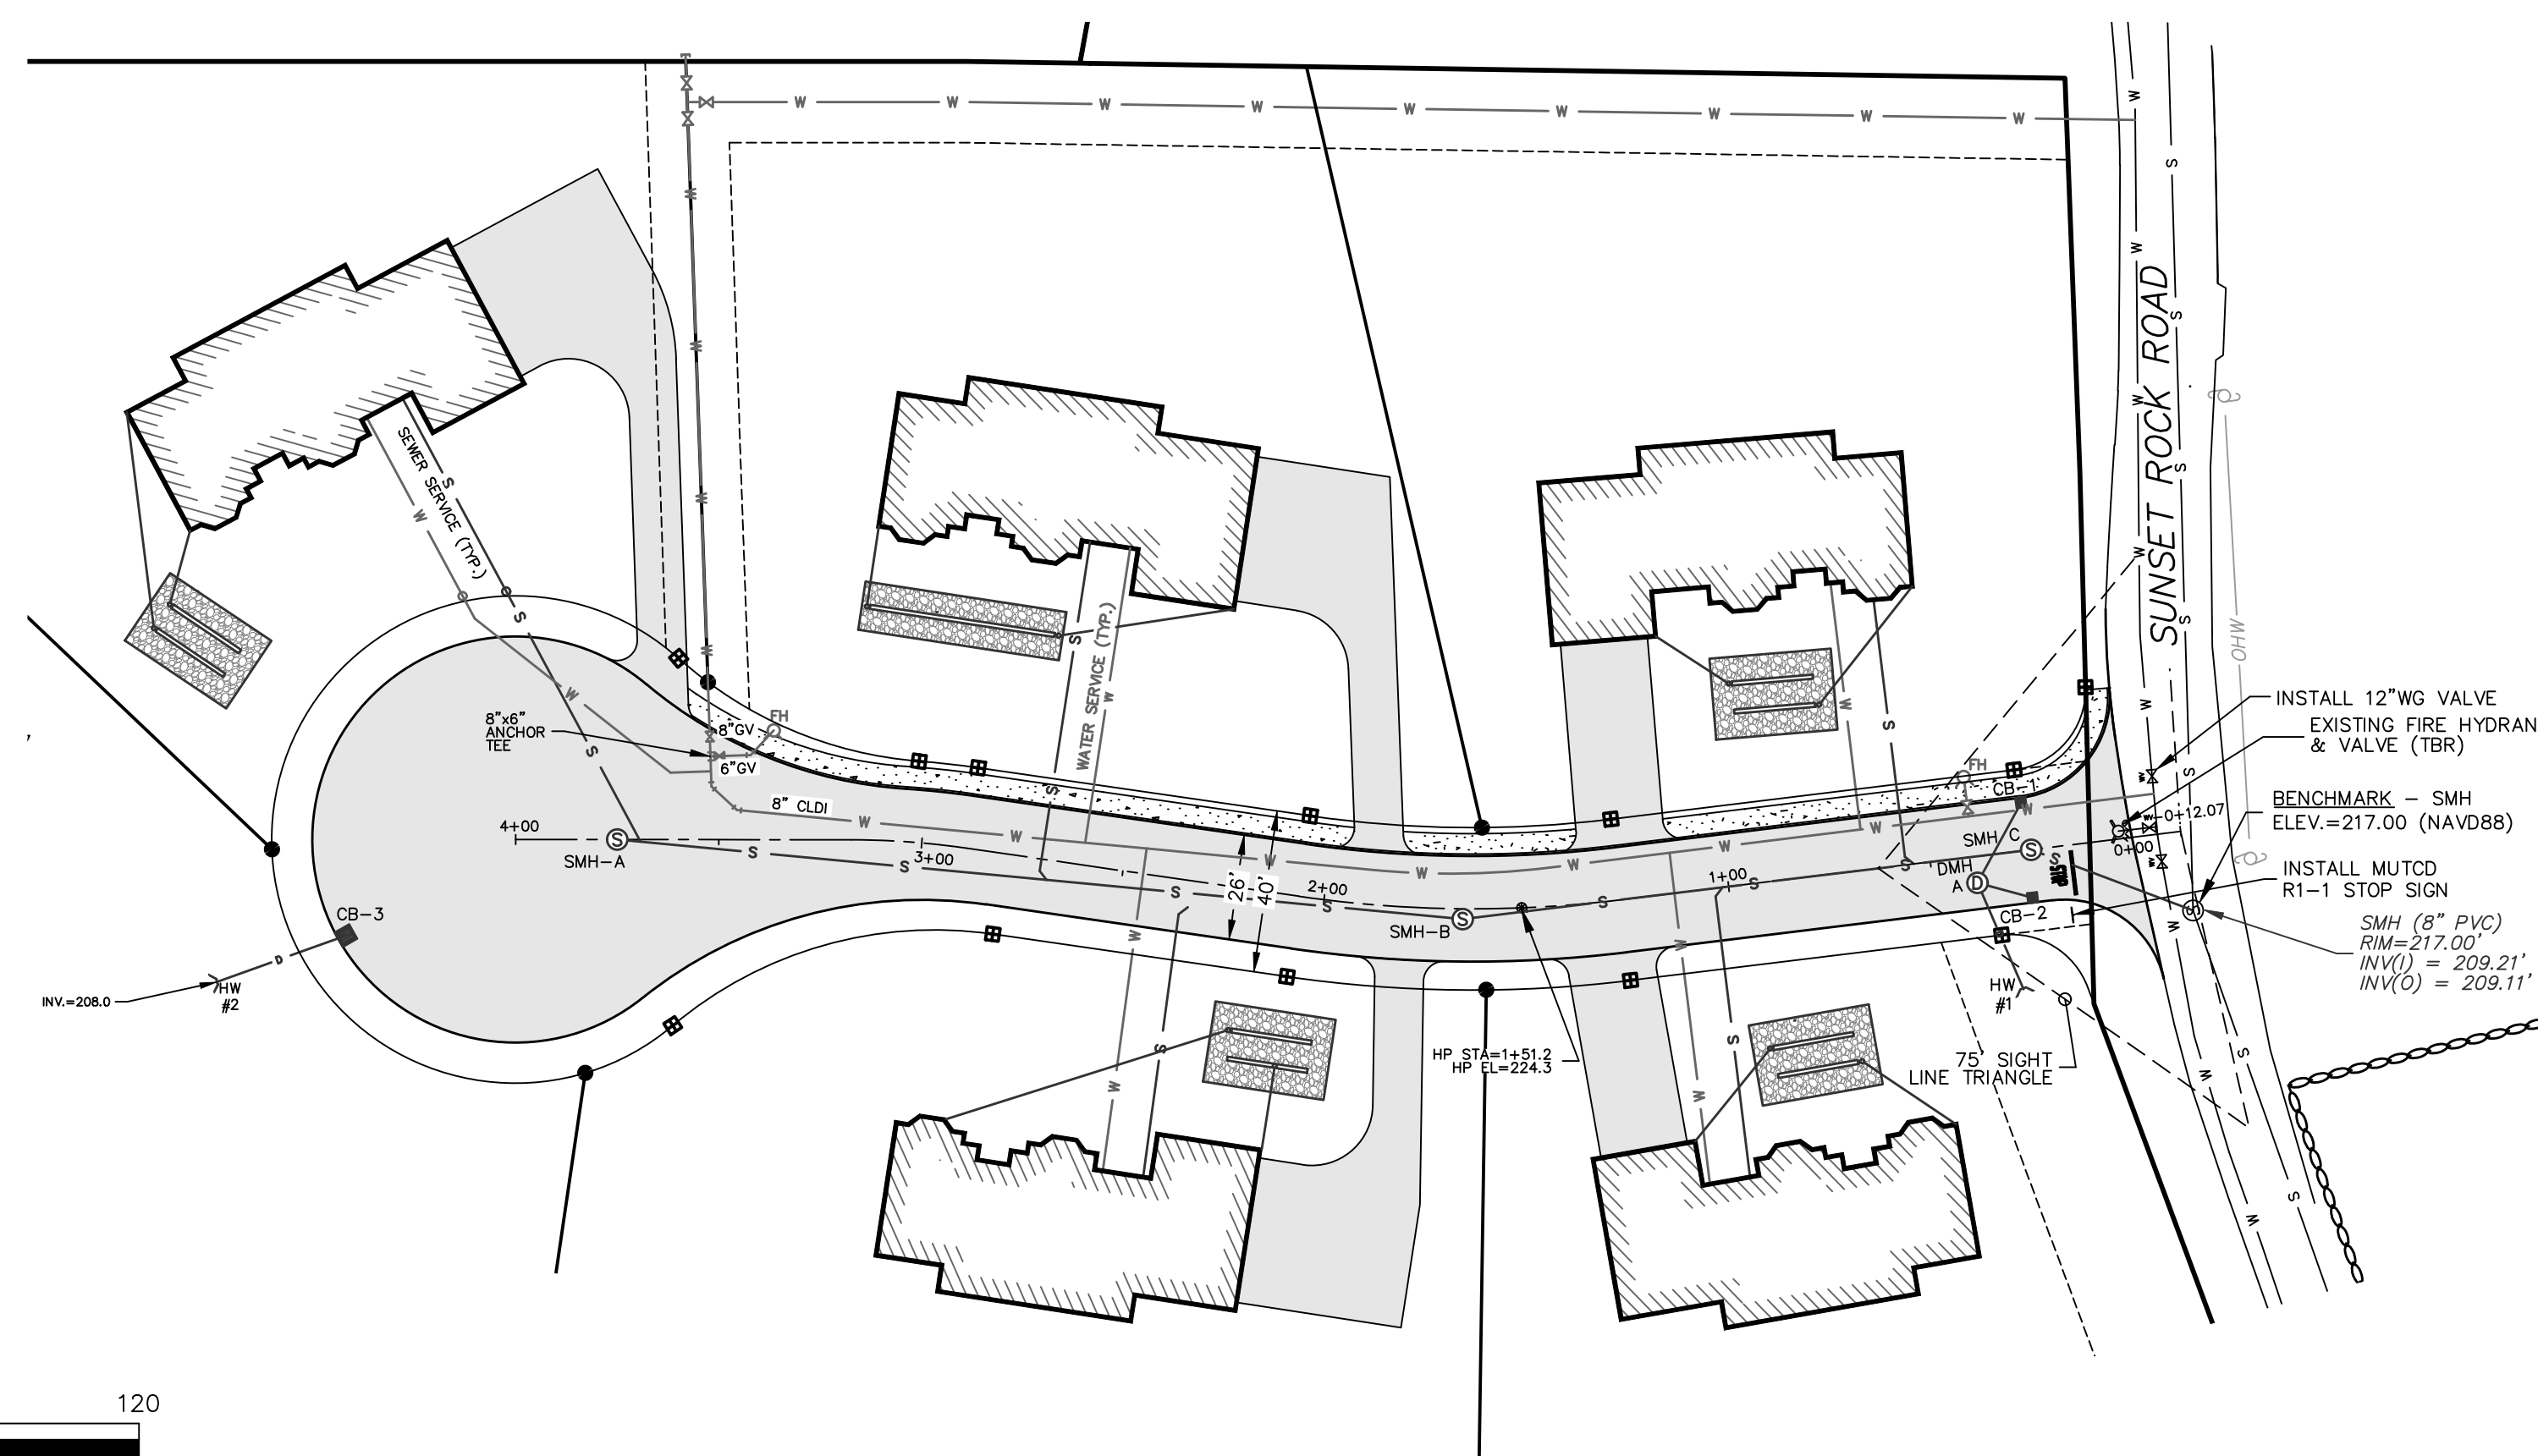 SUNSET ROCK ROAD
W W W W W W W W W
S
OHW
SEWER SERVICE (TYP.)
WATER SERVICE (TYP.)
INSTALL 12"WG VALVE
EXISTING FIRE HYDRAN
& VALVE (TBR)
8"x6"
ANCHOR
TEE
8"GV
6"GV
FH
8" CLDI
FH
CB-1
BENCHMARK - SMH
ELEV.=217.00 (NAVD88)
0+12.07
0+00
4+00
3+00
2+00
1+00
SMH-A
SMH-B
SMH C
DMH
A
STOP
26'
40'
INSTALL MUTCD
R1-1 STOP SIGN
CB-2
CB-3
D
HW
#2
INV.=208.0
SMH (8" PVC)
RIM=217.00'
INV(I) = 209.21'
INV(O) = 209.11'
HW
#1
HP STA=1+51.2
HP EL=224.3
75' SIGHT
LINE TRIANGLE
120